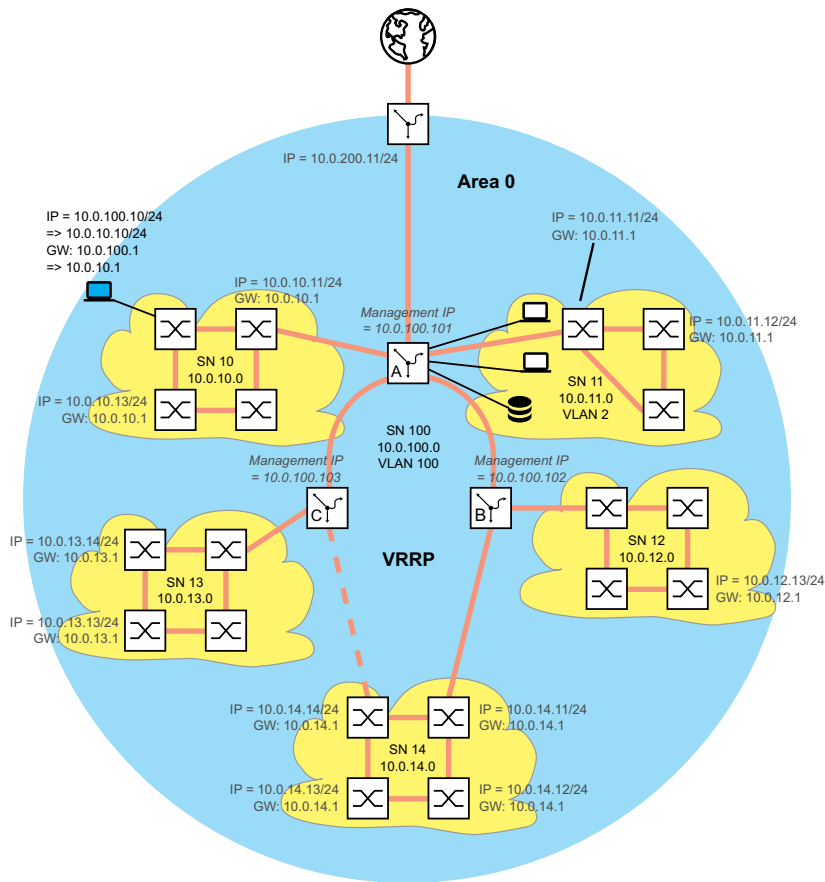 IP = 10.0.200.11/24
Area 0
IP = 10.0.100.10/24
=> 10.0.10.10/24
GW: 10.0.100.1
=> 10.0.10.1
IP = 10.0.11.11/24
GW: 10.0.11.1
IP = 10.0.10.11/24
GW: 10.0.10.1
Management IP
= 10.0.100.101
IP = 10.0.11.12/24
GW: 10.0.11.1
SN 10
10.0.10.0
A
SN 11
10.0.11.0
VLAN 2
IP = 10.0.10.13/24
GW: 10.0.10.1
SN 100
10.0.100.0
VLAN 100
Management IP
= 10.0.100.103
Management IP
= 10.0.100.102
C
B
IP = 10.0.13.14/24
GW: 10.0.13.1
SN 12
10.0.12.0
VRRP
SN 13
10.0.13.0
IP = 10.0.12.13/24
GW: 10.0.12.1
IP = 10.0.13.13/24
GW: 10.0.13.1
IP = 10.0.14.14/24
GW: 10.0.14.1
IP = 10.0.14.11/24
GW: 10.0.14.1
SN 14
10.0.14.0
IP = 10.0.14.13/24
GW: 10.0.14.1
IP = 10.0.14.12/24
GW: 10.0.14.1